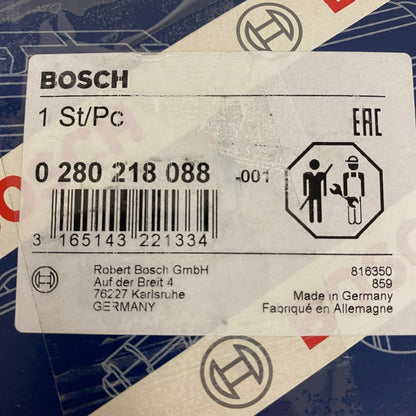 BOSCH
1 St/Pc
EAC
0 280 218 088 -001
3 165143 221334
Robert Bosch GmbH
Auf der Breit 4
76227 Karlsruhe
GERMANY
816350
859
Made in Germany
Fabriqué en Allemagne